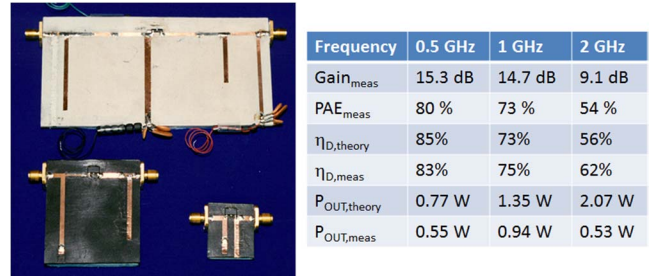 Frequency 0.5 GHz 1 GHz 2 GHz
Gainmeas 15.3 dB 14.7 dB 9.1 dB
PAEmeas 80 % 73 % 54 %
ηD,theory 85% 73% 56%
ηD,meas 83% 75% 62%
POUT,theory 0.77 W 1.35 W 2.07 W
POUT,meas 0.55 W 0.94 W 0.53 W